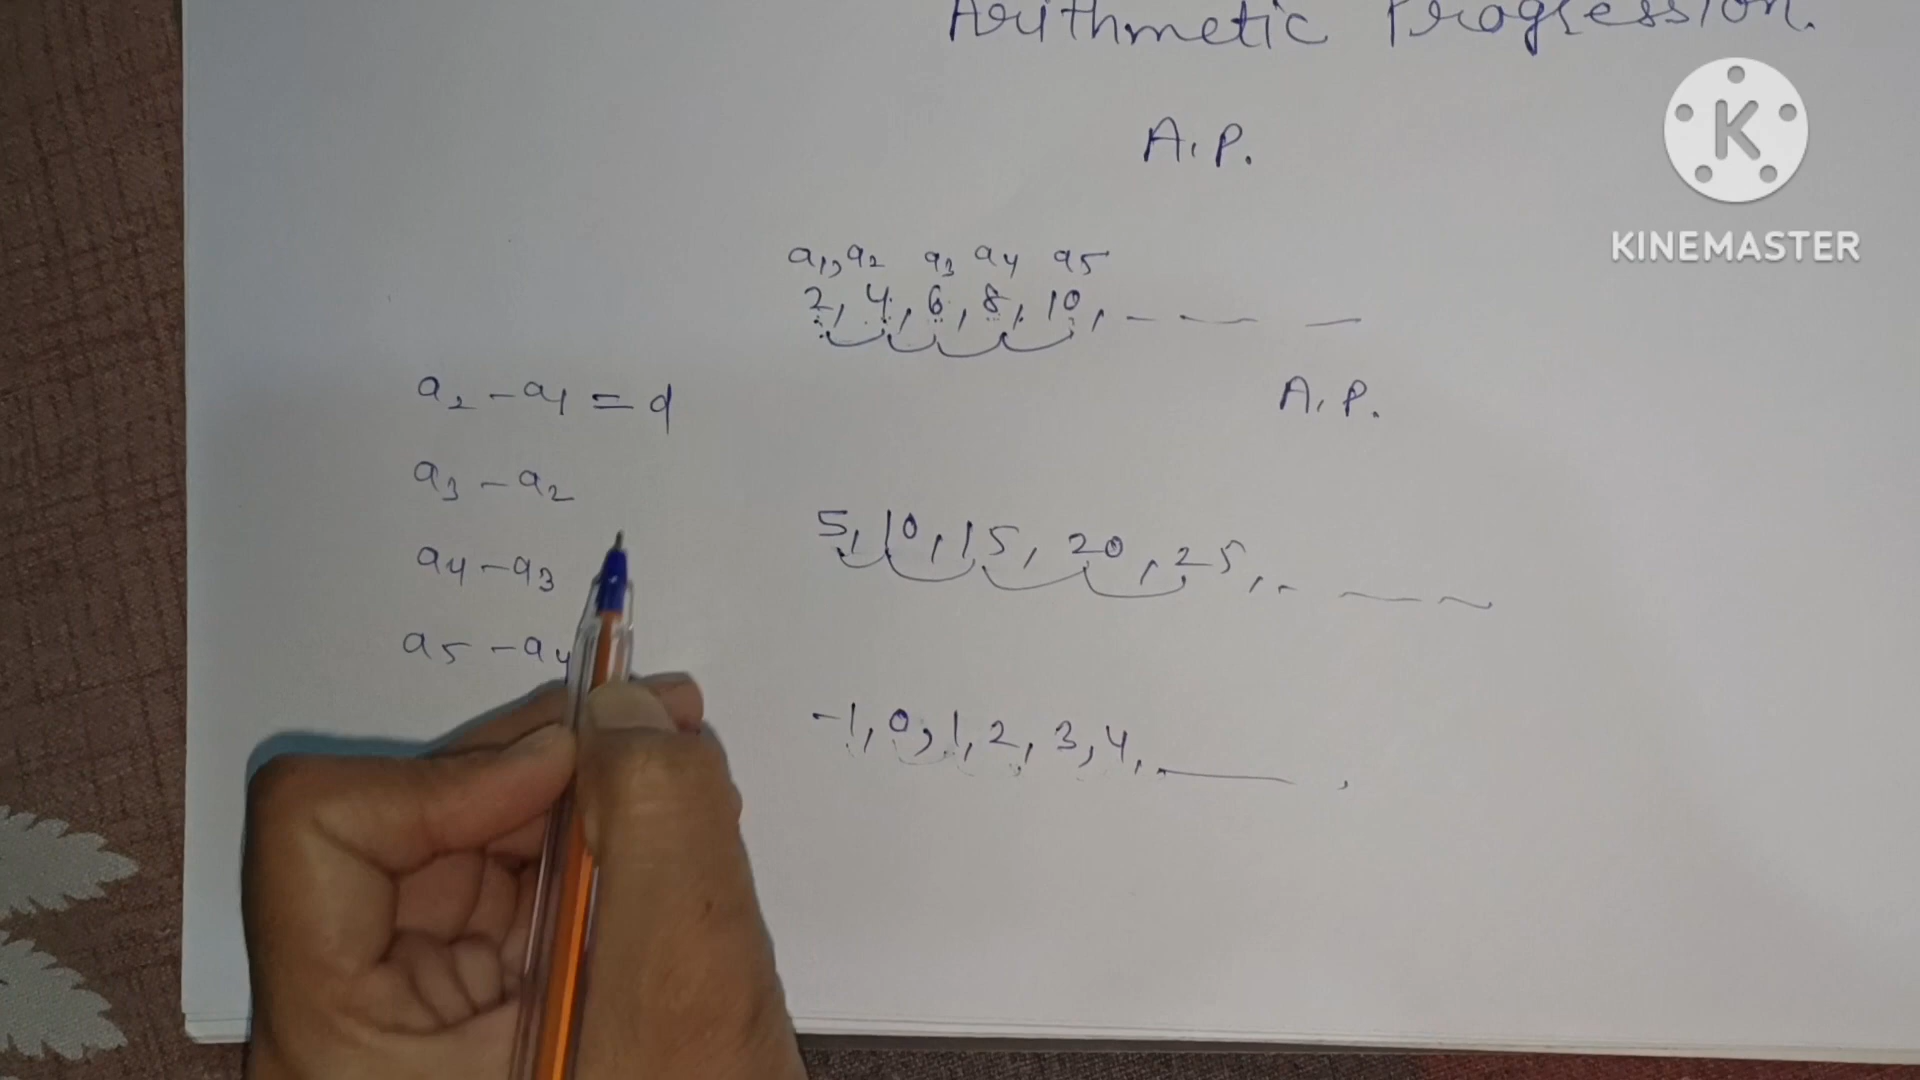 Arithmetic Progression.
A.P.
K
KINEMASTER
a1, a2 a3 a4 a5
2, 4, 6, 8, 10, — — —
A.P.
a2 - a1 = d
a3 - a2
a4 - a3
a5 - a4
5, 10, 15, 20, 25, - — ~
-1, 0, 1, 2, 3, 4, — ,